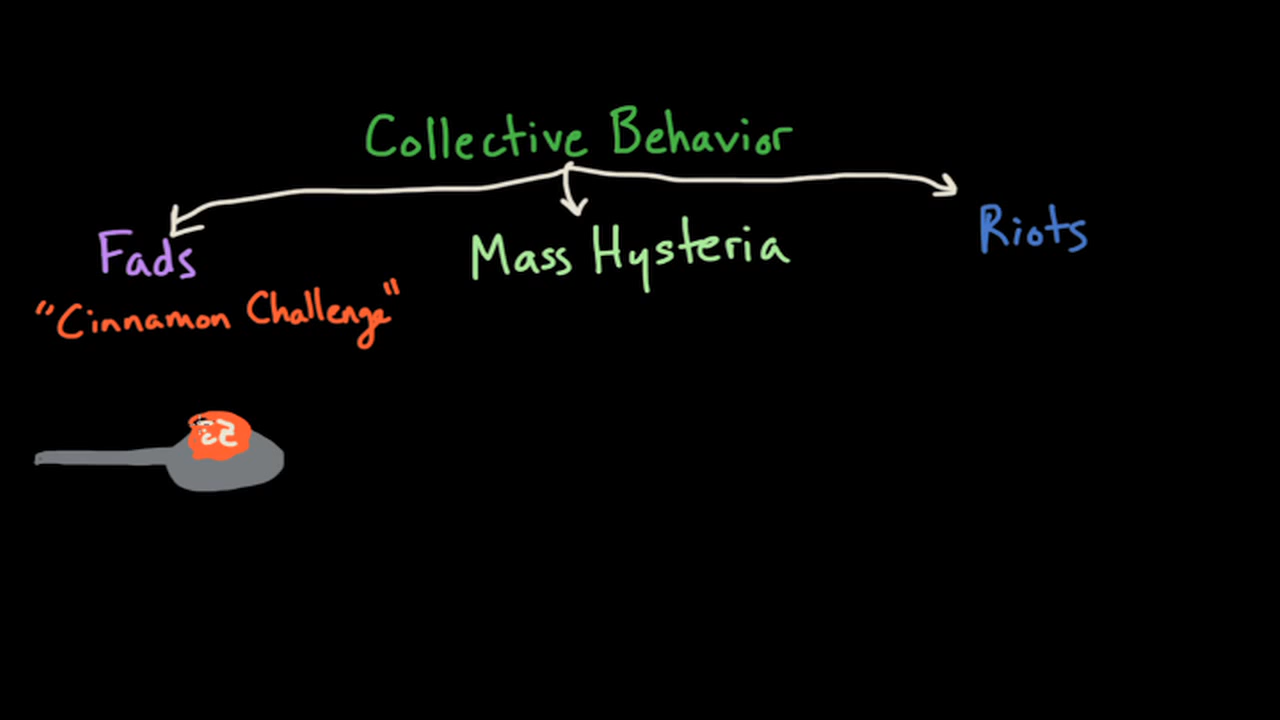 Collective Behavior
Fads
Mass Hysteria
Riots
"Cinnamon Challenge"